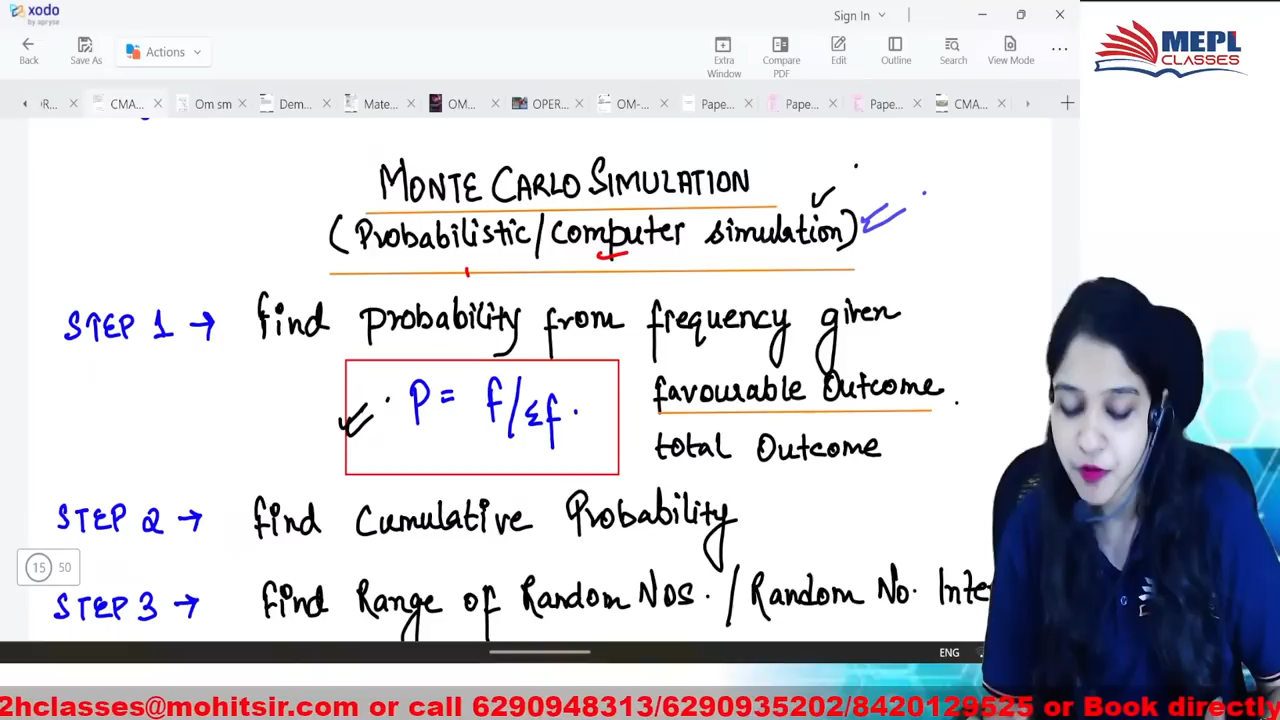 xodo
by apryse
Sign In
Back
Save As
Actions
Extra Window
Compare PDF
Edit
Outline
Search
View Mode
MEPL
CLASSES
CMA...
Om sm
Dem...
Mate...
OM...
OPER...
OM-...
Pape...
Pape...
Pape...
CMA...
MONTE CARLO SIMULATION
(Probabilistic/Computer simulation)
STEP 1 → find probability from frequency given
P = f/Σf
favourable Outcome
total Outcome
STEP 2 → find Cumulative Probability
15 50
STEP 3 → find Range of Random Nos. / Random No. Inte
ENG
2hclasses@mohitsir.com or call 6290948313/6290935202/8420129525 or Book directly